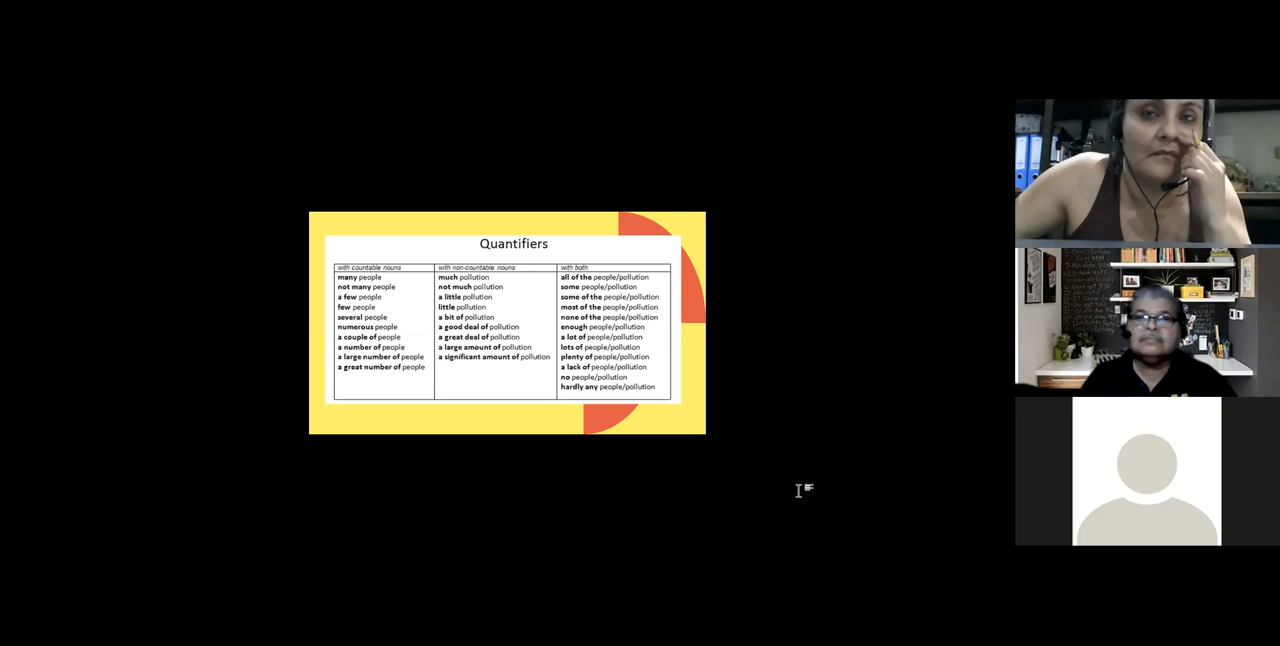 Quantifiers
with countable nouns
many people
not many people
a few people
few people
several people
numerous people
a couple of people
a number of people
a large number of people
a great number of people
with non-countable nouns
much pollution
not much pollution
a little pollution
little pollution
a bit of pollution
a good deal of pollution
a great deal of pollution
a large amount of pollution
a significant amount of pollution
with both
all of the people/pollution
some people/pollution
some of the people/pollution
most of the people/pollution
none of the people/pollution
enough people/pollution
a lot of people/pollution
lots of people/pollution
plenty of people/pollution
a lack of people/pollution
no people/pollution
hardly any people/pollution